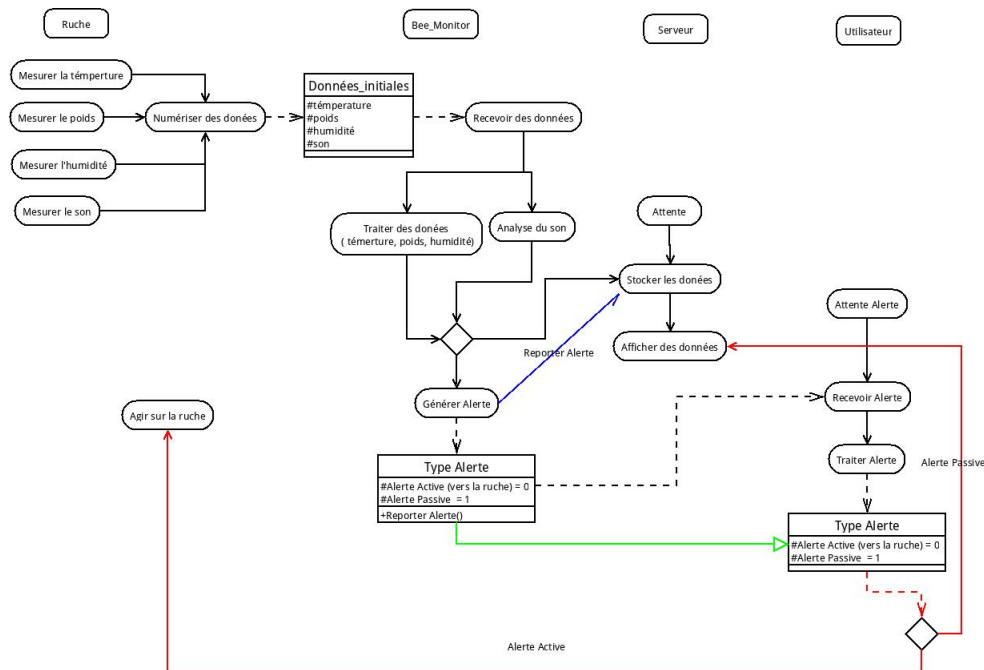 Ruche
Bee_Monitor
Serveur
Utilisateur
Mesurer la témperture
Mesurer le poids
Mesurer l'humidité
Mesurer le son
Numériser des donées
Données_initiales
#témperature
#poids
#humidité
#son
Recevoir des données
Traiter des donées
( témerture, poids, humidité)
Analyse du son
Attente
Stocker les donées
Afficher des données
Reporter Alerte
Attente Alerte
Générer Alerte
Recevoir Alerte
Agir sur la ruche
Traiter Alerte
Alerte Passive
Type Alerte
#Alerte Active (vers la ruche) = 0
#Alerte Passive = 1
+Reporter Alerte()
Type Alerte
#Alerte Active (vers la ruche) = 0
#Alerte Passive = 1
Alerte Active